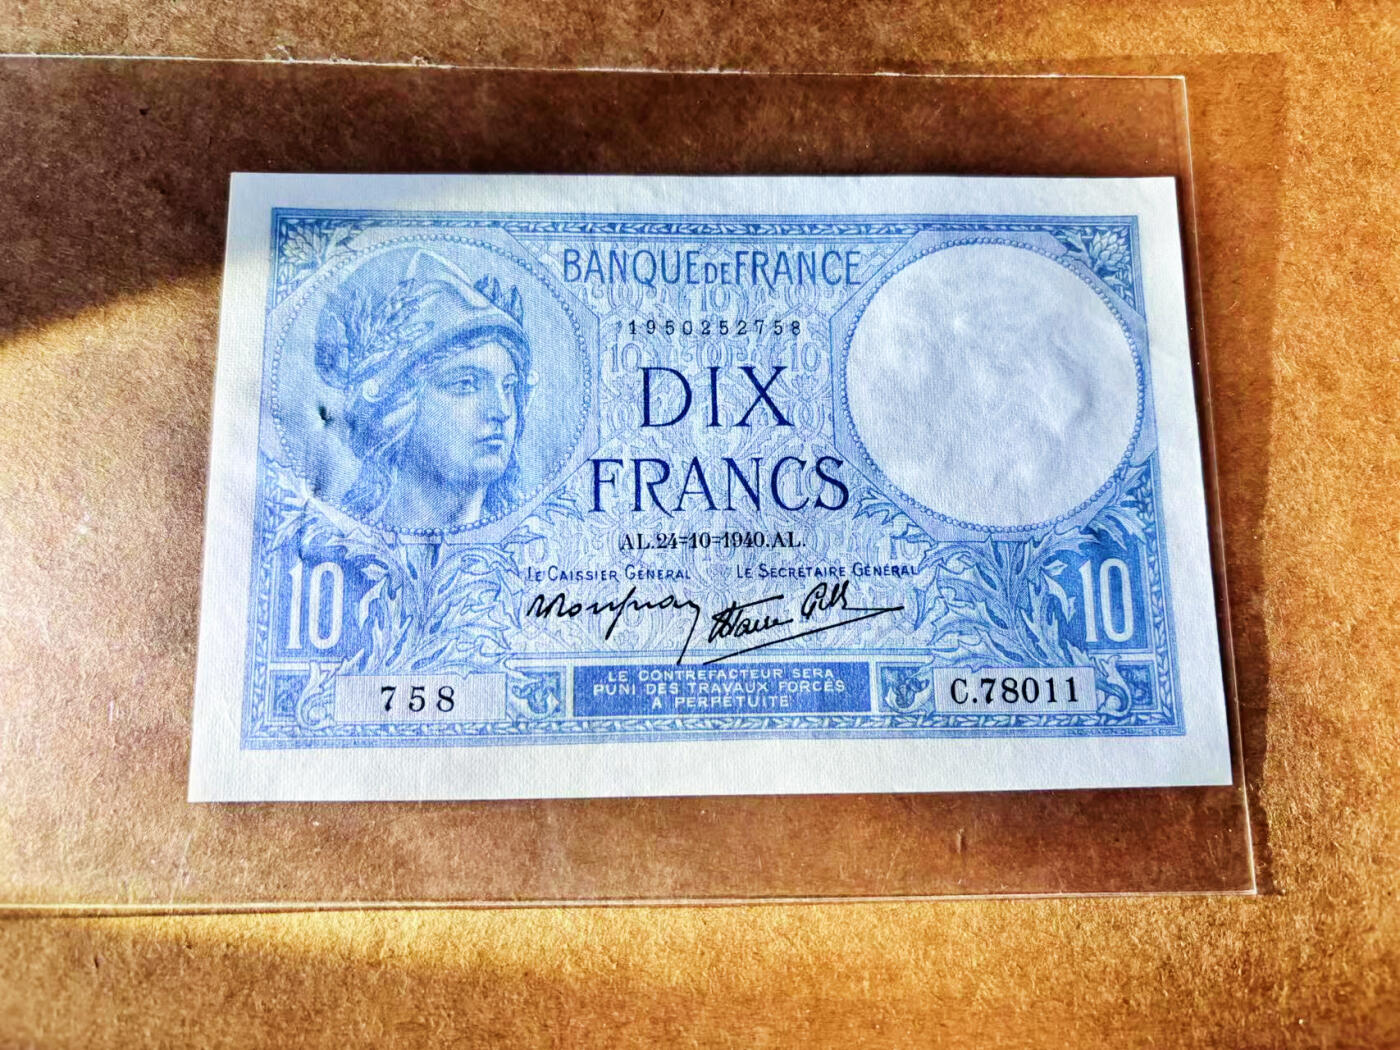 BANQUE DE FRANCE
1950252758
DIX
FRANCS
AL.24=10=1940.AL.
LE CAISSIER GÉNÉRAL LE SECRÉTAIRE GÉNÉRAL
10 10
LE CONTREFACTEUR SERA
PUNI DES TRAVAUX FORCÉS
À PERPÉTUITÉ
758 C.78011